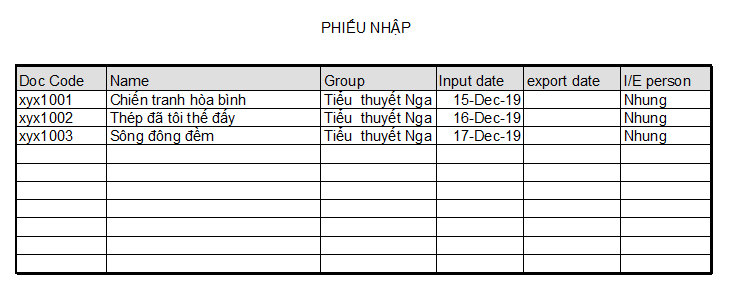 PHIẾU NHẬP
Doc Code Name Group Input date export date I/E person
xyx1001 Chiến tranh hòa bình Tiểu thuyết Nga 15-Dec-19 Nhung
xyx1002 Thép đã tôi thế đấy Tiểu thuyết Nga 16-Dec-19 Nhung
xyx1003 Sông đông đềm Tiểu thuyết Nga 17-Dec-19 Nhung